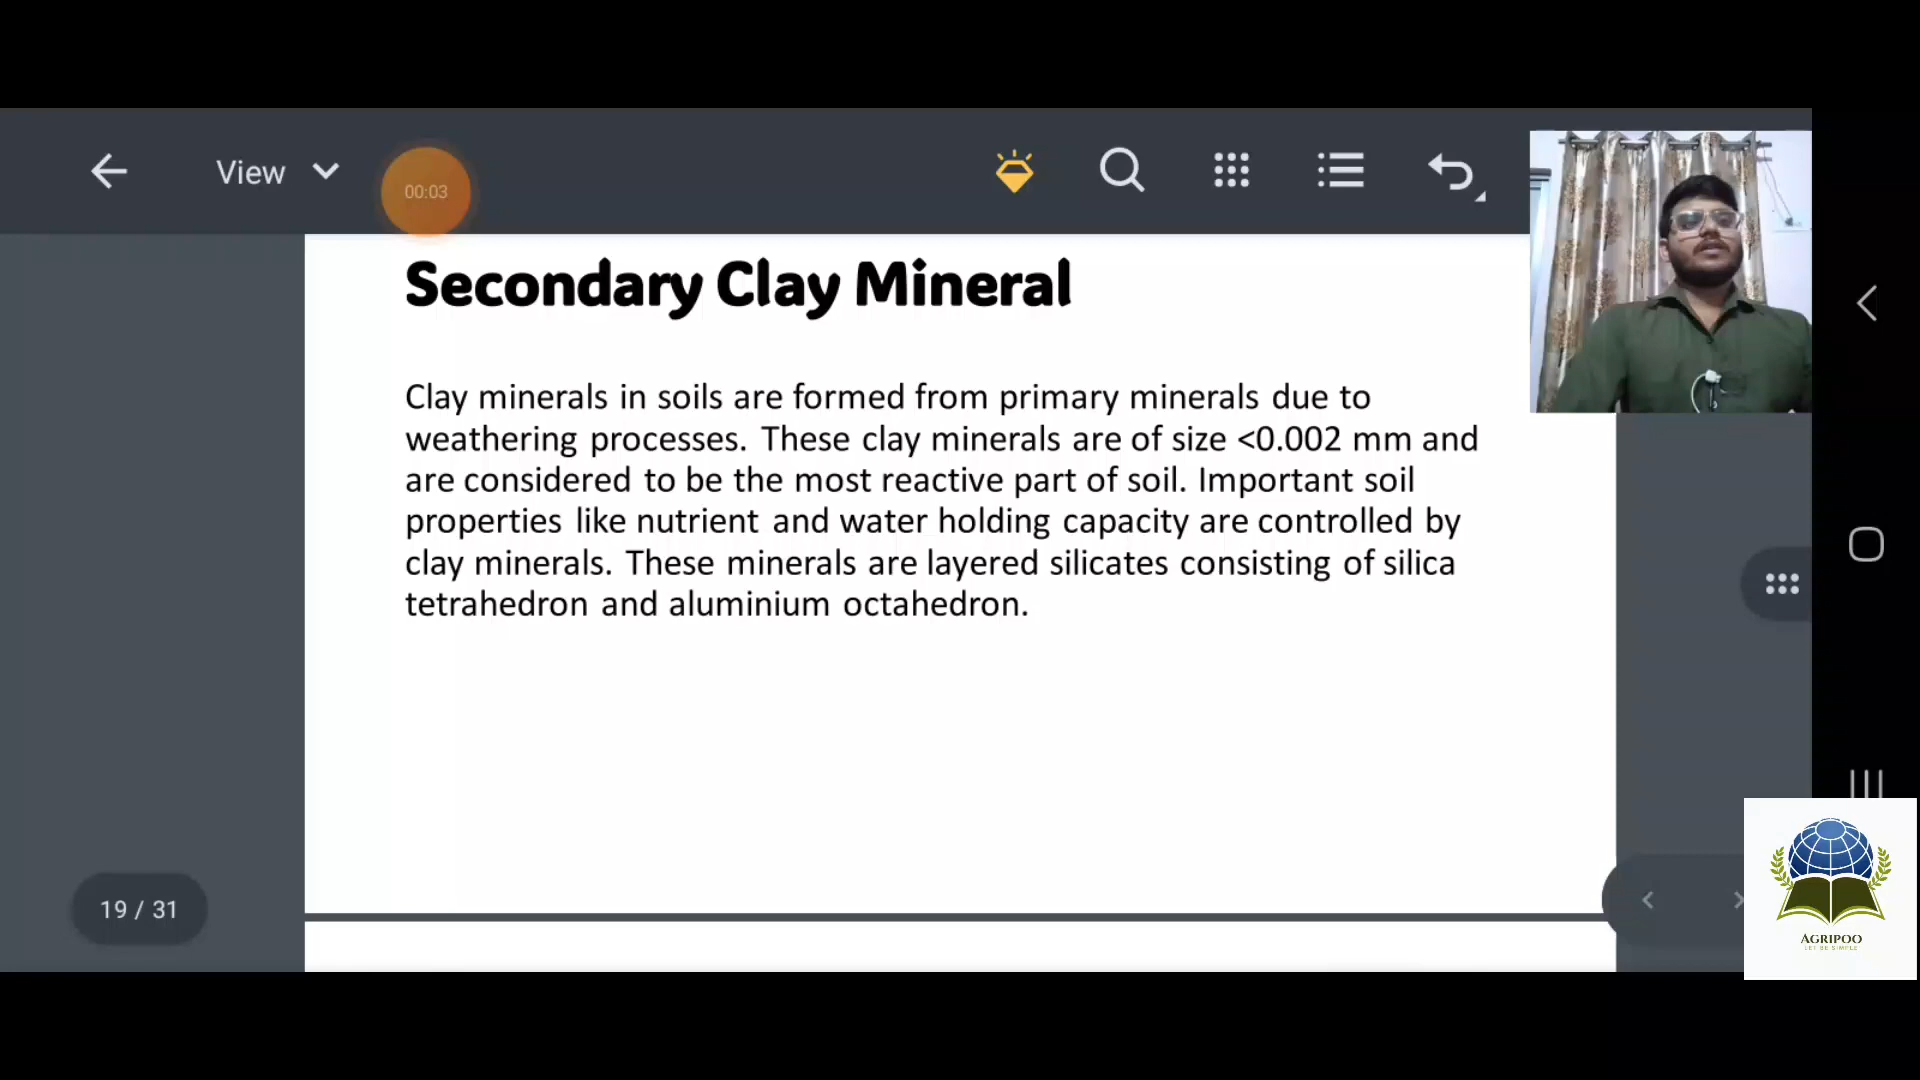 View
00:03
Secondary Clay Mineral
Clay minerals in soils are formed from primary minerals due to
weathering processes. These clay minerals are of size <0.002 mm and
are considered to be the most reactive part of soil. Important soil
properties like nutrient and water holding capacity are controlled by
clay minerals. These minerals are layered silicates consisting of silica
tetrahedron and aluminium octahedron.
19 / 31
AGRIPOO
LET BE SIMPLE